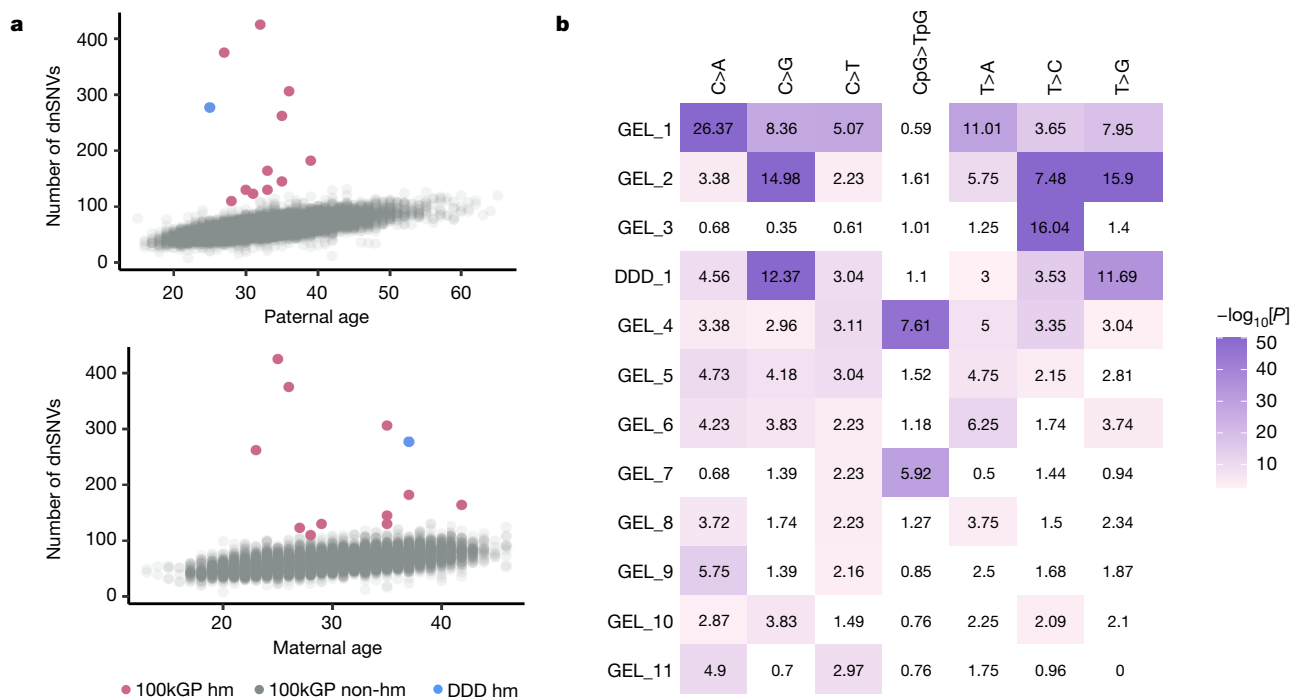 a
Number of dnSNVs
400
300
200
100
0
20
30
40
50
60
Paternal age
Number of dnSNVs
400
300
200
100
0
20
30
40
Maternal age
100kGP hm
100kGP non-hm
DDD hm
b
C>A C>G C>T CpG>TpG T>A T>C T>G
GEL_1 26.37 8.36 5.07 0.59 11.01 3.65 7.95
GEL_2 3.38 14.98 2.23 1.61 5.75 7.48 15.9
GEL_3 0.68 0.35 0.61 1.01 1.25 16.04 1.4
DDD_1 4.56 12.37 3.04 1.1 3 3.53 11.69
GEL_4 3.38 2.96 3.11 7.61 5 3.35 3.04
GEL_5 4.73 4.18 3.04 1.52 4.75 2.15 2.81
GEL_6 4.23 3.83 2.23 1.18 6.25 1.74 3.74
GEL_7 0.68 1.39 2.23 5.92 0.5 1.44 0.94
GEL_8 3.72 1.74 2.23 1.27 3.75 1.5 2.34
GEL_9 5.75 1.39 2.16 0.85 2.5 1.68 1.87
GEL_10 2.87 3.83 1.49 0.76 2.25 2.09 2.1
GEL_11 4.9 0.7 2.97 0.76 1.75 0.96 0
−log₁₀[P]
50
40
30
20
10